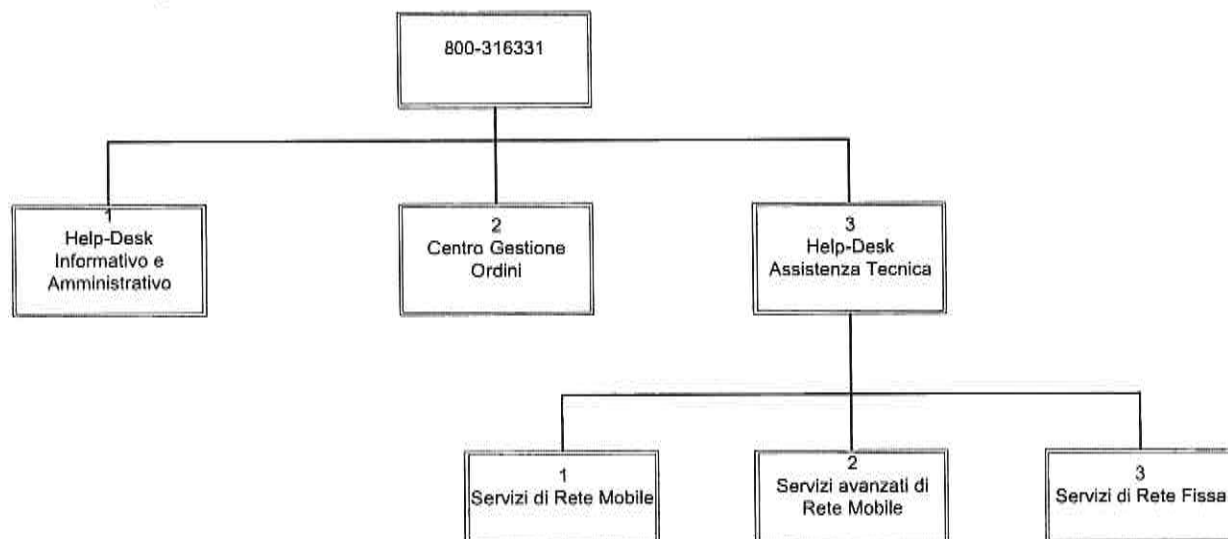 800-316331
1
Help-Desk
Informativo e
Amministrativo
2
Centro Gestione
Ordini
3
Help-Desk
Assistenza Tecnica
1
Servizi di Rete Mobile
2
Servizi avanzati di
Rete Mobile
3
Servizi di Rete Fissa